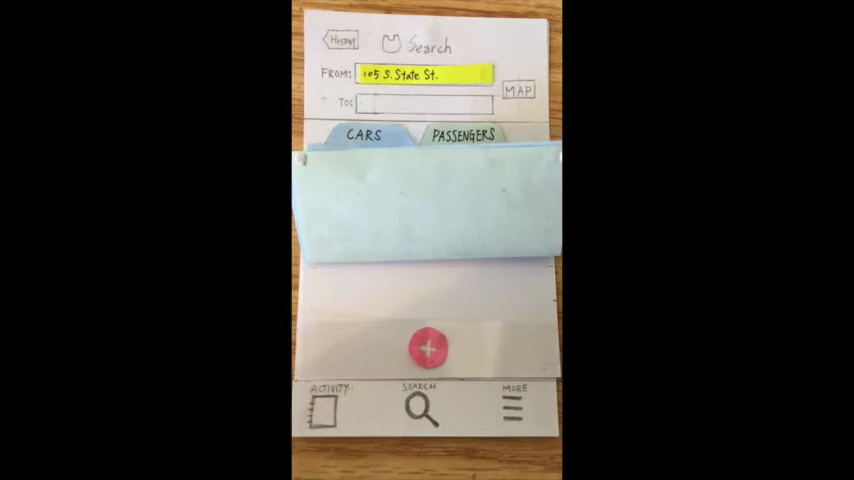 HISTORY
Search
FROM: 105 S. State St.
TO:
MAP
CARS
PASSENGERS
+
ACTIVITY
SEARCH
MORE